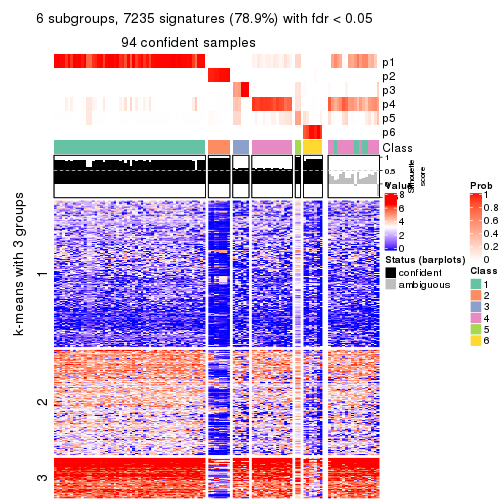 6 subgroups, 7235 signatures (78.9%) with fdr < 0.05
94 confident samples
p1
p2
p3
p4
p5
p6
Class
1
0.5
0
Silhouette
score
k-means with 3 groups
1
2
3
Value
8
6
4
2
0
Status (barplots)
confident
ambiguous
Prob
1
0.8
0.6
0.4
0.2
0
Class
1
2
3
4
5
6